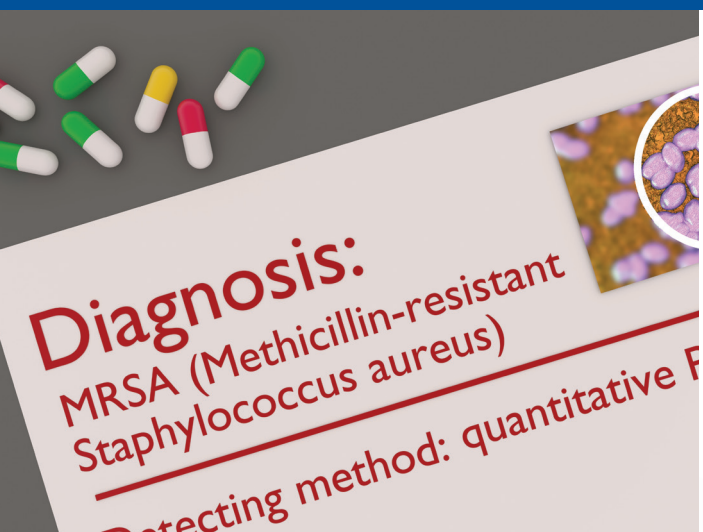 Diagnosis:
MRSA (Methicillin-resistant
Staphylococcus aureus)
Detecting method: quantitative